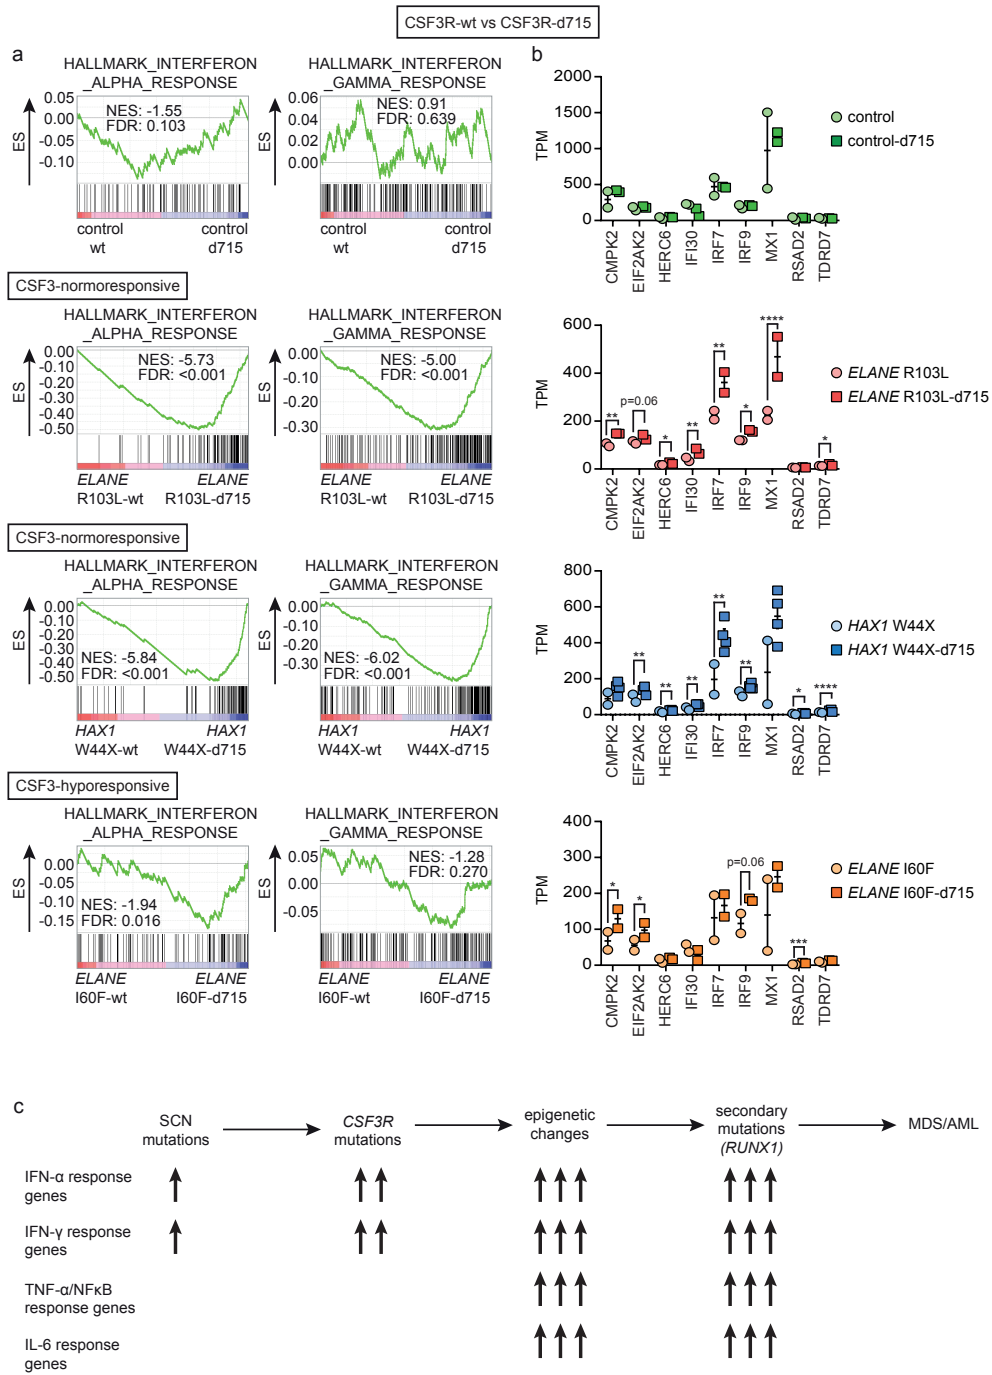 CSF3R-wt vs CSF3R-d715
a
HALLMARK_INTERFERON
_ALPHA_RESPONSE
ES
0.05
0.00
-0.05
-0.10
NES: -1.55
FDR: 0.103
control
wt
control
d715
HALLMARK_INTERFERON
_GAMMA_RESPONSE
ES
0.06
0.04
0.02
0.00
NES: 0.91
FDR: 0.639
control
wt
control
d715
CSF3-normoresponsive
HALLMARK_INTERFERON
_ALPHA_RESPONSE
ES
0.00
-0.10
-0.20
-0.30
-0.40
-0.50
NES: -5.73
FDR: <0.001
ELANE
R103L-wt
ELANE
R103L-d715
HALLMARK_INTERFERON
_GAMMA_RESPONSE
ES
0.00
-0.10
-0.20
-0.30
NES: -5.00
FDR: <0.001
ELANE
R103L-wt
ELANE
R103L-d715
CSF3-normoresponsive
HALLMARK_INTERFERON
_ALPHA_RESPONSE
ES
0.00
-0.10
-0.20
-0.30
-0.40
-0.50
NES: -5.84
FDR: <0.001
HAX1
W44X-wt
HAX1
W44X-d715
HALLMARK_INTERFERON
_GAMMA_RESPONSE
ES
0.00
-0.10
-0.20
-0.30
NES: -6.02
FDR: <0.001
HAX1
W44X-wt
HAX1
W44X-d715
CSF3-hyporesponsive
HALLMARK_INTERFERON
_ALPHA_RESPONSE
ES
0.00
-0.05
-0.10
-0.15
NES: -1.94
FDR: 0.016
ELANE
I60F-wt
ELANE
I60F-d715
HALLMARK_INTERFERON
_GAMMA_RESPONSE
ES
0.05
0.00
-0.05
NES: -1.28
FDR: 0.270
ELANE
I60F-wt
ELANE
I60F-d715
b
TPM
2000
1500
1000
500
0
CMPK2
EIF2AK2
HERC6
IFI30
IRF7
IRF9
MX1
RSAD2
TDRD7
control
control-d715
TPM
600
400
200
0
**
p=0.06
*
**
**
*
****
*
CMPK2
EIF2AK2
HERC6
IFI30
IRF7
IRF9
MX1
RSAD2
TDRD7
ELANE R103L
ELANE R103L-d715
TPM
800
600
400
200
0
**
**
**
**
**
*
****
CMPK2
EIF2AK2
HERC6
IFI30
IRF7
IRF9
MX1
RSAD2
TDRD7
HAX1 W44X
HAX1 W44X-d715
TPM
400
300
200
100
0
*
*
p=0.06
***
CMPK2
EIF2AK2
HERC6
IFI30
IRF7
IRF9
MX1
RSAD2
TDRD7
ELANE I60F
ELANE I60F-d715
c
SCN
mutations
CSF3R
mutations
epigenetic
changes
secondary
mutations
(RUNX1)
MDS/AML
IFN-α response
genes
IFN-γ response
genes
TNF-α/NFκB
response genes
IL-6 response
genes